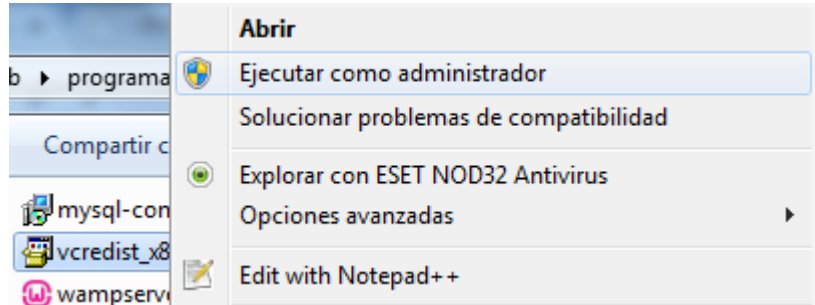 Abrir
b ▸ programa
Ejecutar como administrador
Solucionar problemas de compatibilidad
Compartir c
Explorar con ESET NOD32 Antivirus
mysql-con
Opciones avanzadas
vcredist_x8
Edit with Notepad++
wampserv